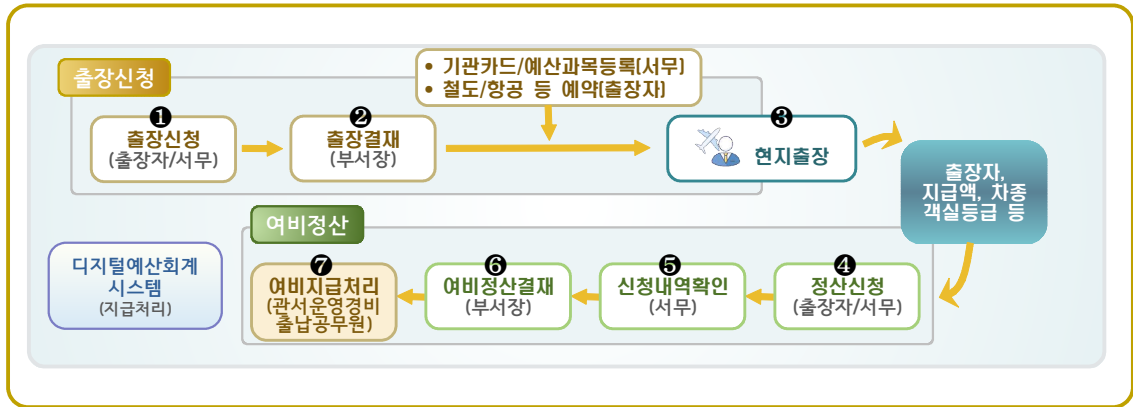 출장신청
• 기관카드/예산과목등록(서무)
• 철도/항공 등 예약(출장자)
❶
출장신청
(출장자/서무)
❷
출장결재
(부서장)
❸
현지출장
출장자,
지급액, 차종
객실등급 등
여비정산
❹
정산신청
(출장자/서무)
❺
신청내역확인
(서무)
❻
여비정산결재
(부서장)
❼
여비지급처리
(관서운영경비
출납공무원)
디지털예산회계
시스템
(지급처리)